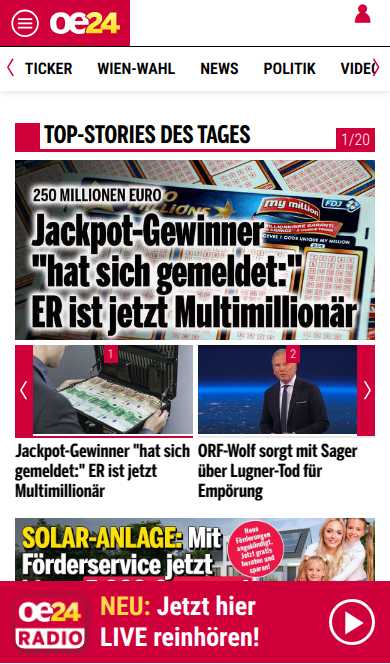 oe24
TICKER WIEN-WAHL NEWS POLITIK VIDEO
TOP-STORIES DES TAGES
1/20
250 MILLIONEN EURO
FDJ
my million
Jackpot-Gewinner
"hat sich gemeldet:"
ER ist jetzt Multimillionär
1
2
Jackpot-Gewinner "hat sich
gemeldet:" ER ist jetzt
Multimillionär
ORF-Wolf sorgt mit Sager
über Lugner-Tod für
Empörung
SOLAR-ANLAGE: Mit
Förderservice jetzt
Neue
Förderungen
angekündigt.
Jetzt gratis
beraten und
sparen!
oe24
RADIO
NEU: Jetzt hier
LIVE reinhören!